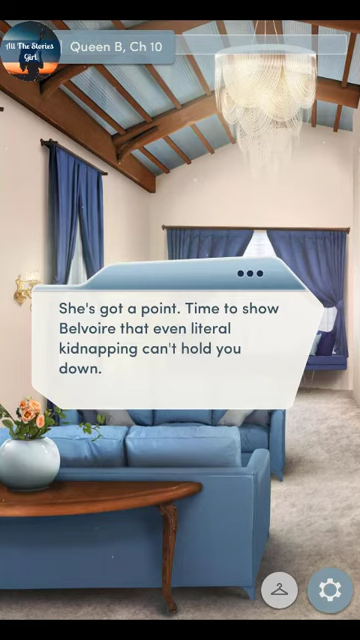 All The Stories
Girl
Queen B, Ch 10
She's got a point. Time to show
Belvoire that even literal
kidnapping can't hold you
down.